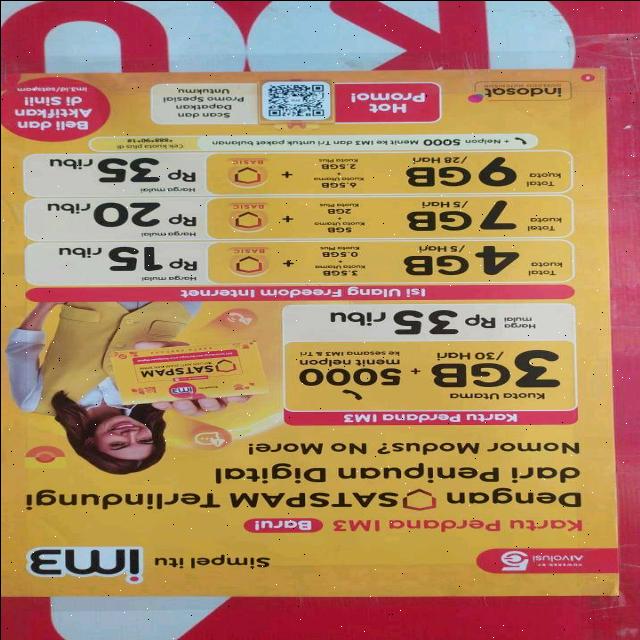 POWERED BY
AIvolusi5G
Simpel itu im3
Kartu Perdana IM3 Baru!
Dengan SATSPAM Terlindungi
dari Penipuan Digital
Nomor Modus? No More!
Kartu Perdana IM3
Kuota Utama
3GB /30 Hari + 5000 menit nelpon ke sesama IM3 & Tri
Harga mulai Rp 35 ribu
im3
SATSPAM
Isi Ulang Freedom Internet
Total kuota 4GB /5 Hari 3.5GB Kuota Utama 0.5GB Kuota Plus + BASIC Harga mulai Rp 15 ribu
Total kuota 7GB /5 Hari 5GB Kuota Utama 2GB Kuota Plus + BASIC Harga mulai Rp 20 ribu
Total kuota 9GB /28 Hari 6.5GB Kuota Utama 2.5GB Kuota Plus + BASIC Harga mulai Rp 35 ribu
+ Nelpon 5000 Menit ke IM3 dan Tri untuk paket bulanan
Cek kuota plus di *888*90*1#
indosat
Hot Promo!
Scan dan
Dapatkan
Promo Spesial
Untukmu
Beli dan
Aktifkan
di Sini!
im3.id/satspam